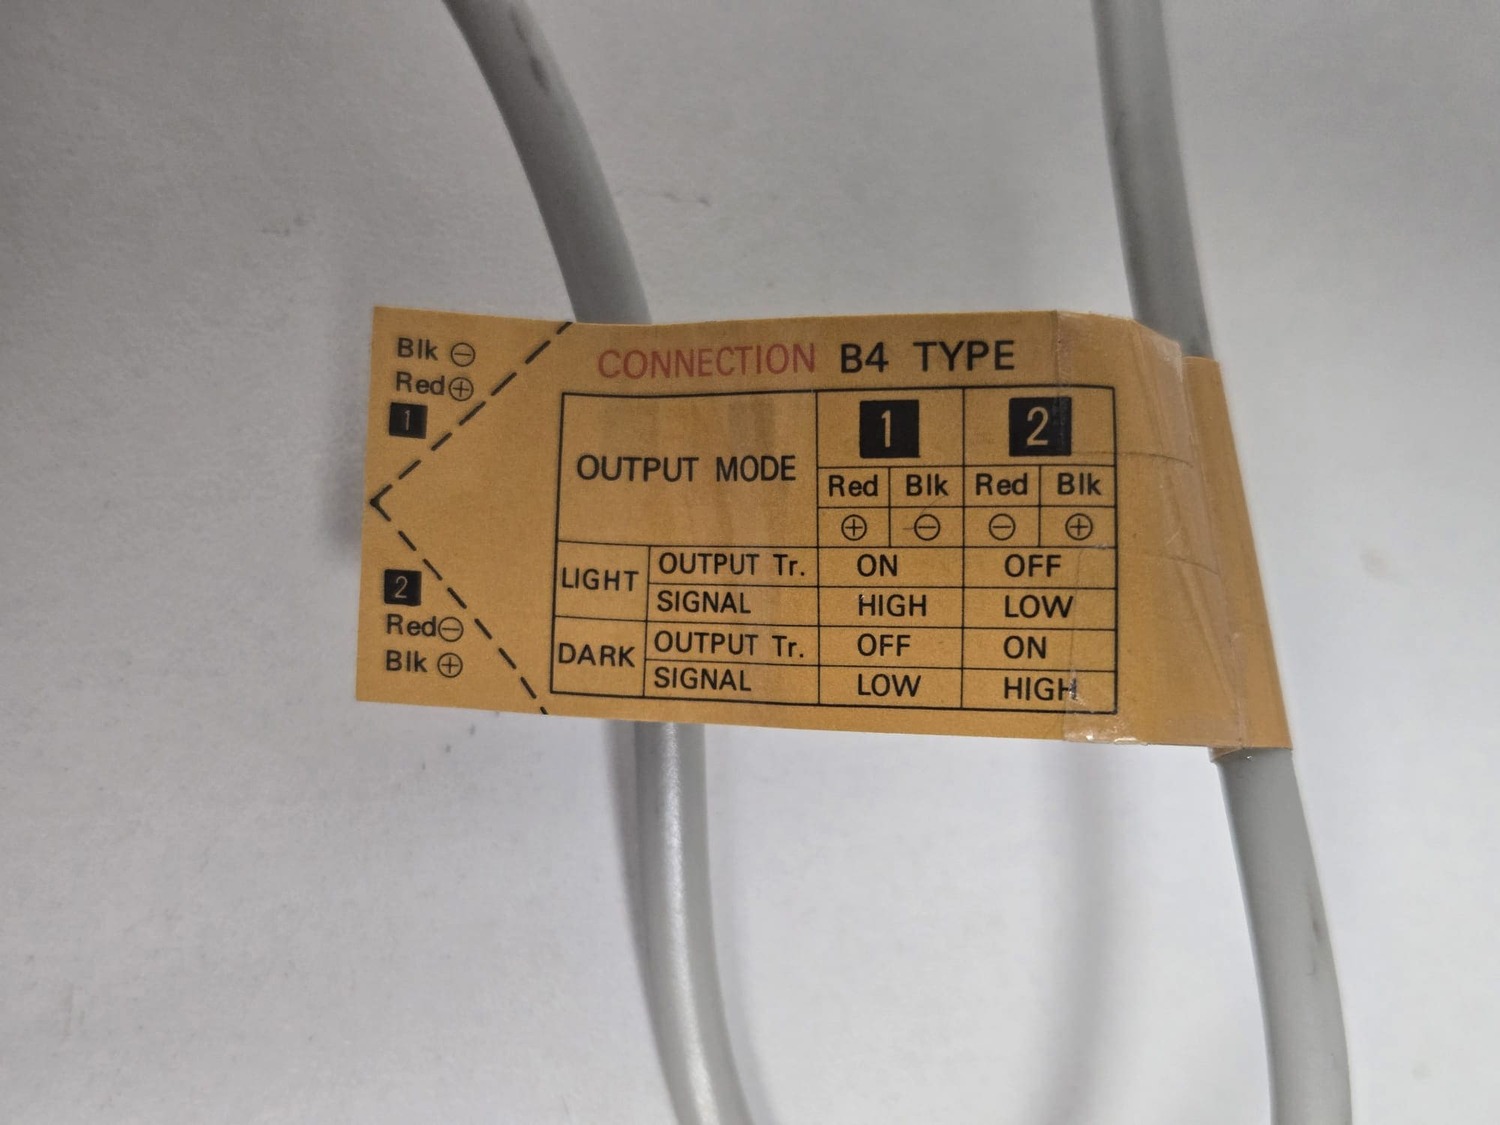 Blk ⊖
Red ⊕
1
2
Red ⊖
Blk ⊕
CONNECTION B4 TYPE
OUTPUT MODE 1 2
Red Blk Red Blk
⊕ ⊖ ⊖ ⊕
LIGHT OUTPUT Tr. ON OFF
SIGNAL HIGH LOW
DARK OUTPUT Tr. OFF ON
SIGNAL LOW HIGH